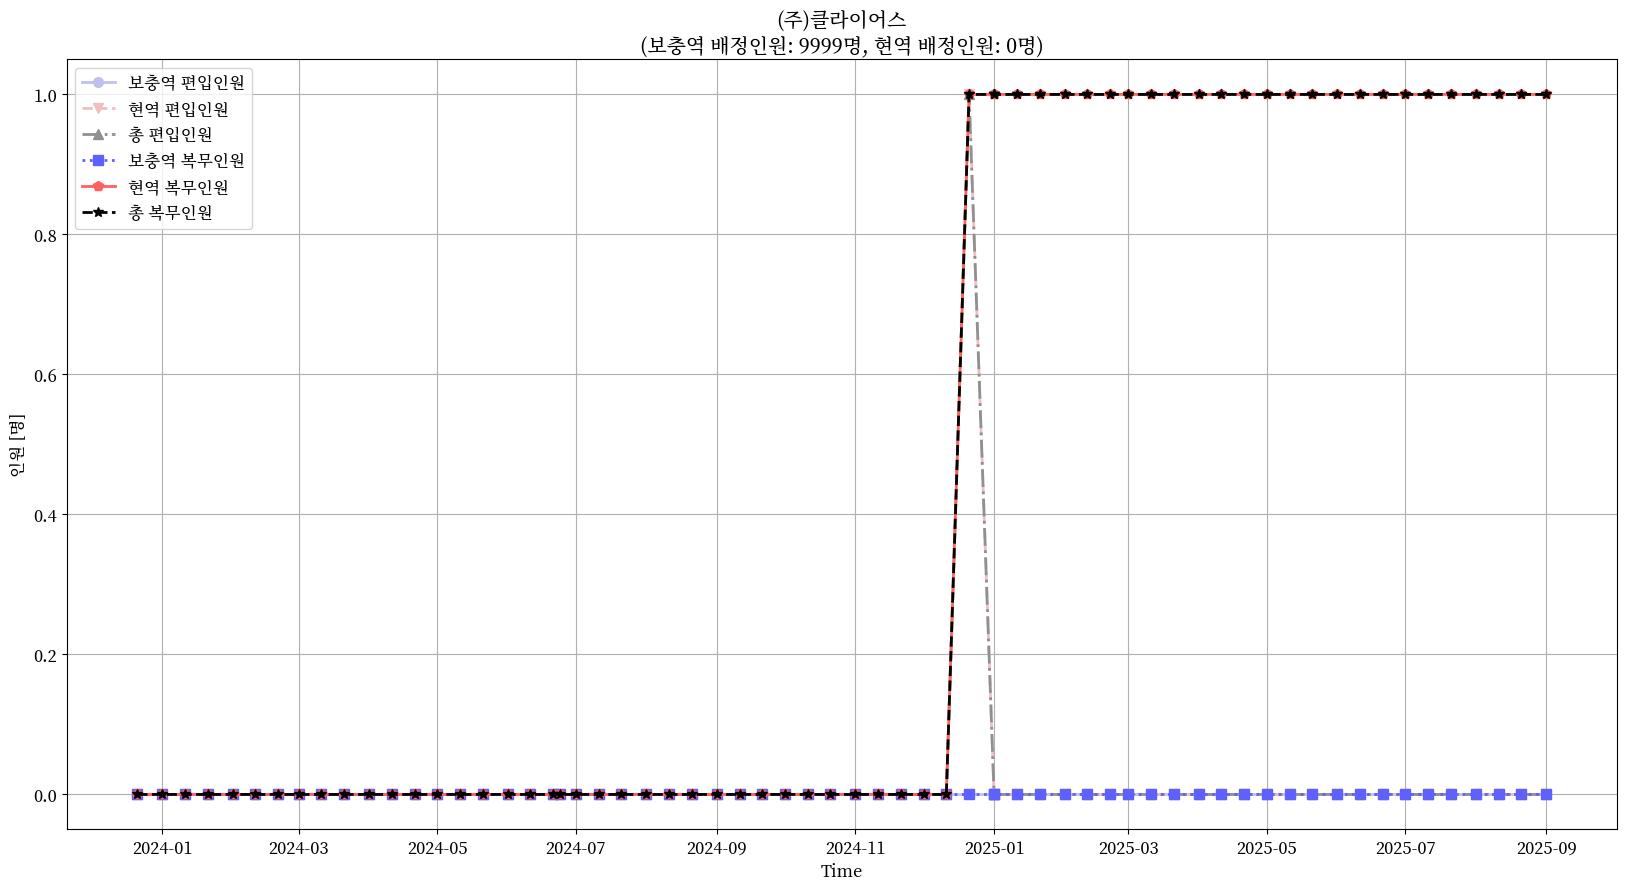 (주)클라이어스
(보충역 배정인원: 9999명, 현역 배정인원: 0명)
보충역 편입인원
현역 편입인원
총 편입인원
보충역 복무인원
현역 복무인원
총 복무인원
1.0
0.8
0.6
0.4
0.2
0.0
인원 [명]
2024-01 2024-03 2024-05 2024-07 2024-09 2024-11 2025-01 2025-03 2025-05 2025-07 2025-09
Time